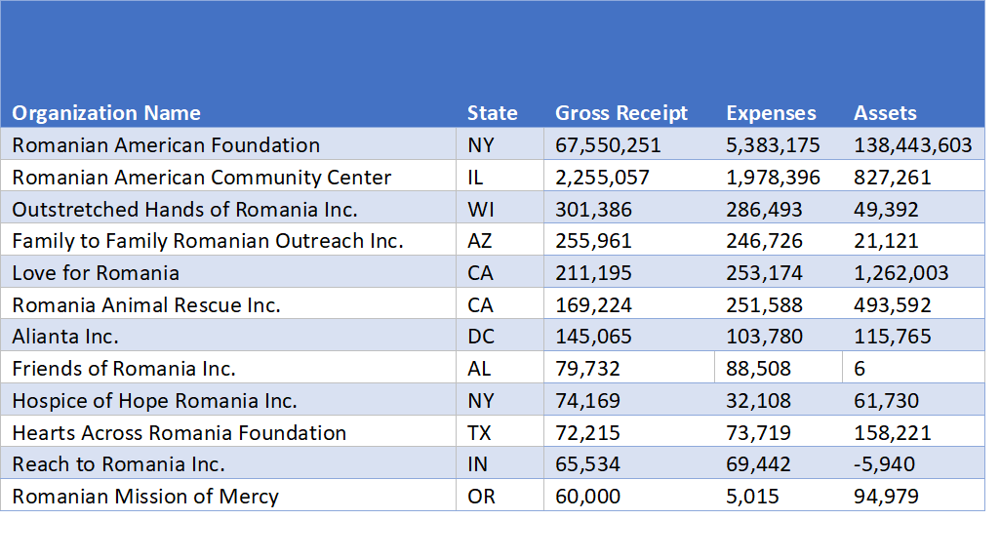 Organization Name State Gross Receipt Expenses Assets
Romanian American Foundation NY 67,550,251 5,383,175 138,443,603
Romanian American Community Center IL 2,255,057 1,978,396 827,261
Outstretched Hands of Romania Inc. WI 301,386 286,493 49,392
Family to Family Romanian Outreach Inc. AZ 255,961 246,726 21,121
Love for Romania CA 211,195 253,174 1,262,003
Romania Animal Rescue Inc. CA 169,224 251,588 493,592
Alianta Inc. DC 145,065 103,780 115,765
Friends of Romania Inc. AL 79,732 88,508 6
Hospice of Hope Romania Inc. NY 74,169 32,108 61,730
Hearts Across Romania Foundation TX 72,215 73,719 158,221
Reach to Romania Inc. IN 65,534 69,442 -5,940
Romanian Mission of Mercy OR 60,000 5,015 94,979